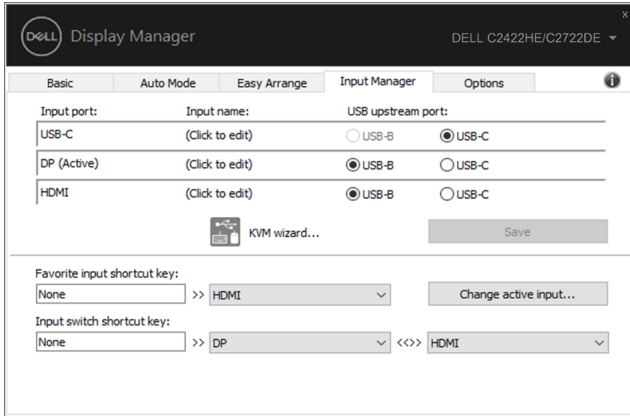 x
DELL Display Manager DELL C2422HE/C2722DE
Basic Auto Mode Easy Arrange Input Manager Options i
Input port: Input name: USB upstream port:
USB-C (Click to edit) USB-B USB-C
DP (Active) (Click to edit) USB-B USB-C
HDMI (Click to edit) USB-B USB-C
KVM wizard... Save
Favorite input shortcut key:
None >> HDMI Change active input...
Input switch shortcut key:
None >> DP <<>> HDMI